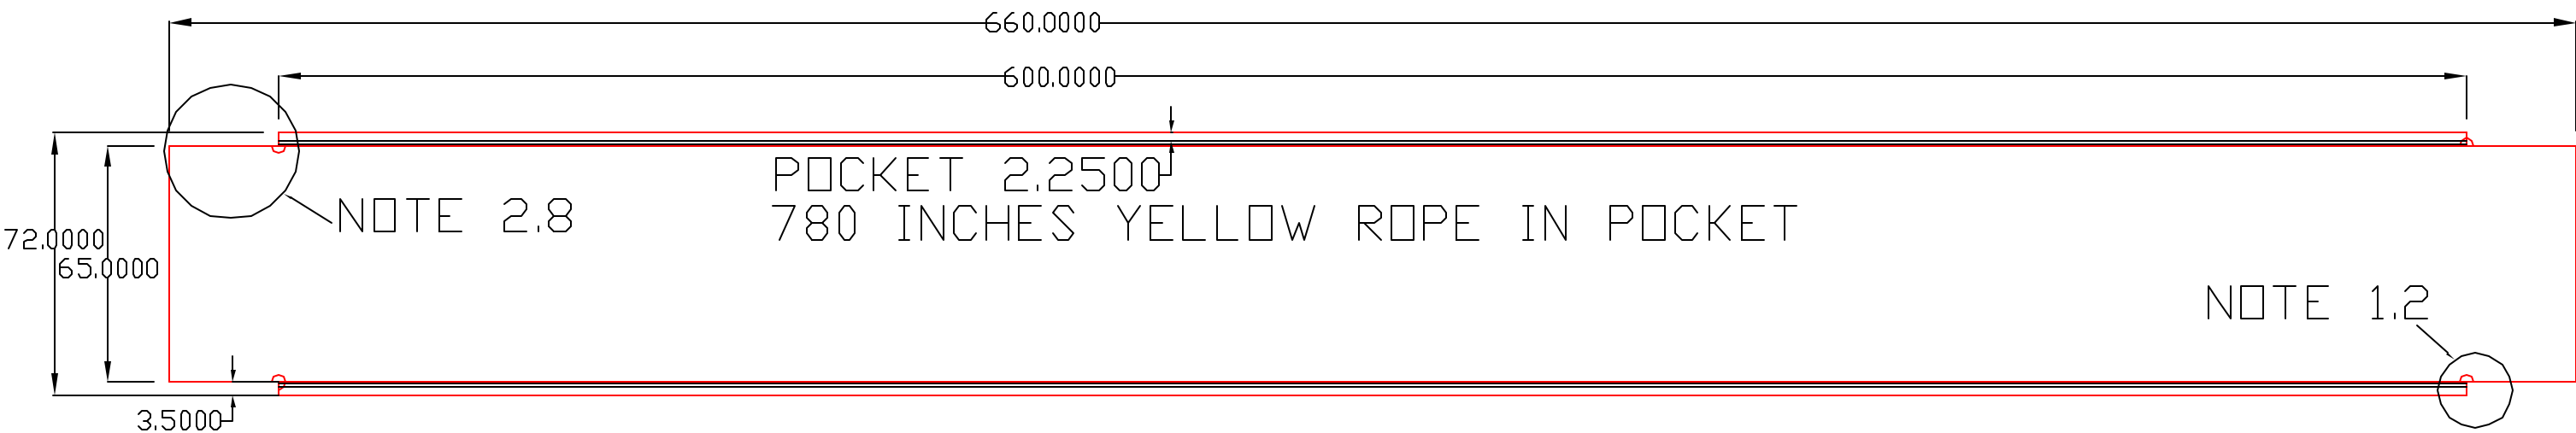 660.0000
600.0000
POCKET 2.2500
NOTE 2.8
780 INCHES YELLOW ROPE IN POCKET
72.0000
65.0000
NOTE 1.2
3.5000